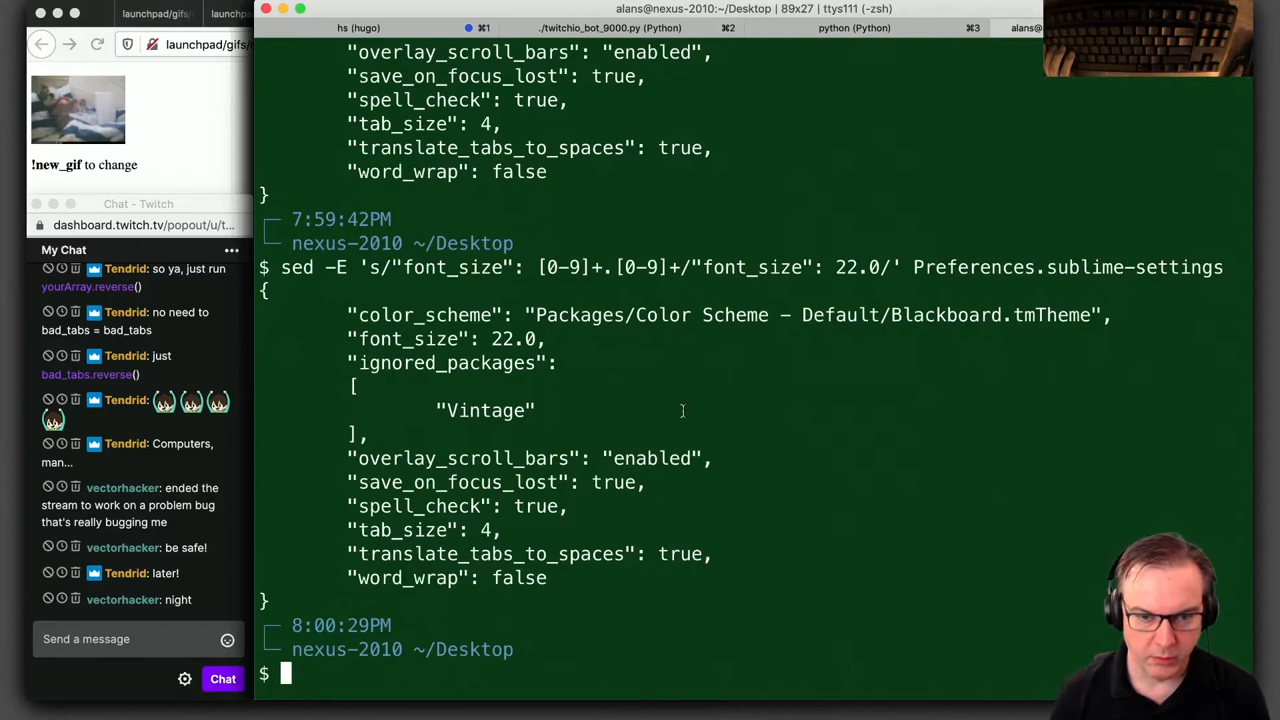 launchpad/gifs/
launchp
launchpad/gifs/
!new_gif to change
Chat - Twitch
dashboard.twitch.tv/popout/u/t...
My Chat
Tendrid: so ya, just run
yourArray.reverse()
Tendrid: no need to
bad_tabs = bad_tabs
Tendrid: just
bad_tabs.reverse()
Tendrid:
Tendrid: Computers,
man...
vectorhacker: ended the
stream to work on a problem bug
that's really bugging me
vectorhacker: be safe!
Tendrid: later!
vectorhacker: night
Send a message
Chat
alans@nexus-2010:~/Desktop | 89x27 | ttys111 (-zsh)
hs (hugo) ⌘1 ./twitchio_bot_9000.py (Python) ⌘2 python (Python) ⌘3 alans@
"overlay_scroll_bars": "enabled",
"save_on_focus_lost": true,
"spell_check": true,
"tab_size": 4,
"translate_tabs_to_spaces": true,
"word_wrap": false
}
7:59:42PM
nexus-2010 ~/Desktop
$ sed -E 's/"font_size": [0-9]+.[0-9]+/"font_size": 22.0/' Preferences.sublime-settings
{
"color_scheme": "Packages/Color Scheme - Default/Blackboard.tmTheme",
"font_size": 22.0,
"ignored_packages":
[
"Vintage"
],
"overlay_scroll_bars": "enabled",
"save_on_focus_lost": true,
"spell_check": true,
"tab_size": 4,
"translate_tabs_to_spaces": true,
"word_wrap": false
}
8:00:29PM
nexus-2010 ~/Desktop
$